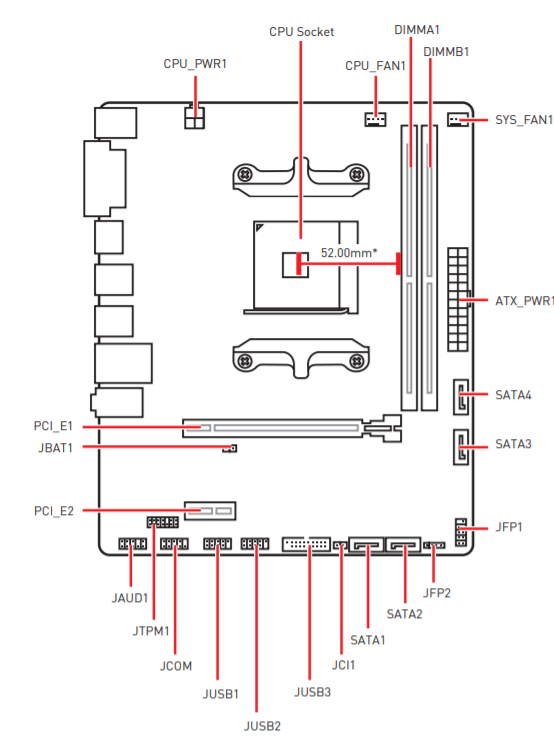 CPU Socket
DIMMA1
DIMMB1
CPU_PWR1
CPU_FAN1
SYS_FAN1
52.00mm*
ATX_PWR1
SATA4
PCI_E1
JBAT1
SATA3
PCI_E2
JFP1
JAUD1
JFP2
JTPM1
SATA2
SATA1
JCOM
JCI1
JUSB1
JUSB3
JUSB2